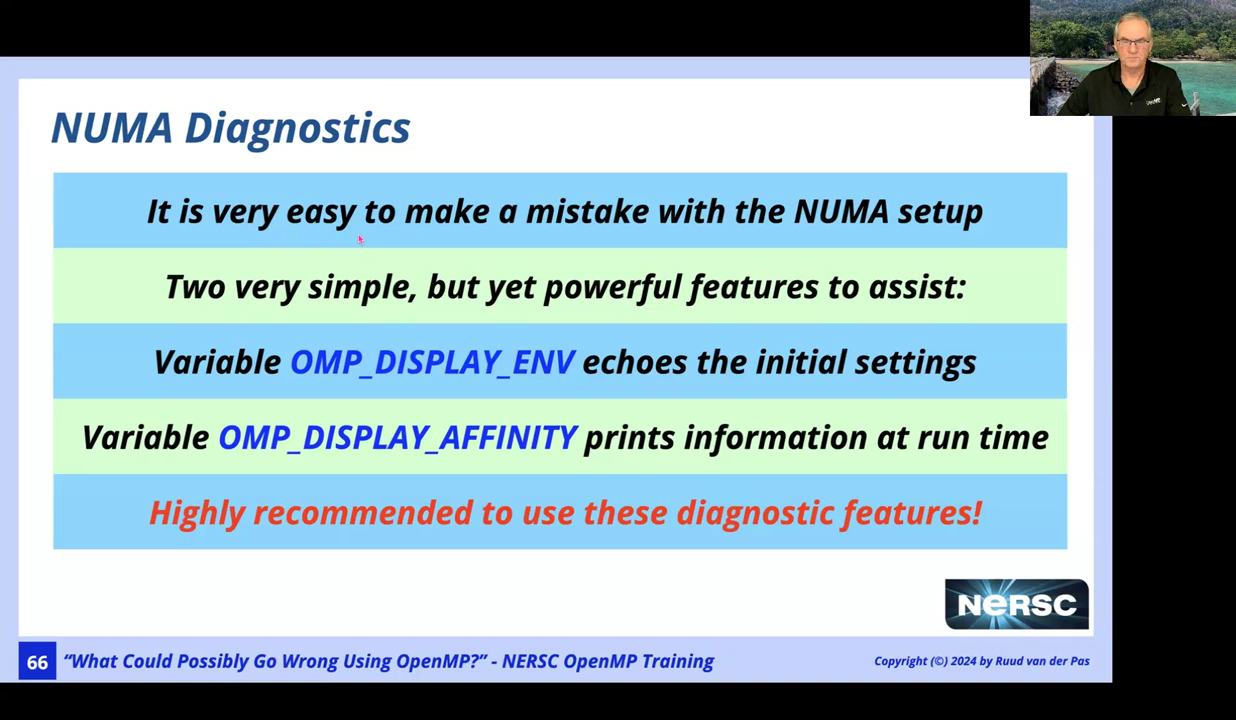 NUMA Diagnostics
It is very easy to make a mistake with the NUMA setup
Two very simple, but yet powerful features to assist:
Variable OMP_DISPLAY_ENV echoes the initial settings
Variable OMP_DISPLAY_AFFINITY prints information at run time
Highly recommended to use these diagnostic features!
NERSC
66 “What Could Possibly Go Wrong Using OpenMP?” - NERSC OpenMP Training
Copyright (©) 2024 by Ruud van der Pas